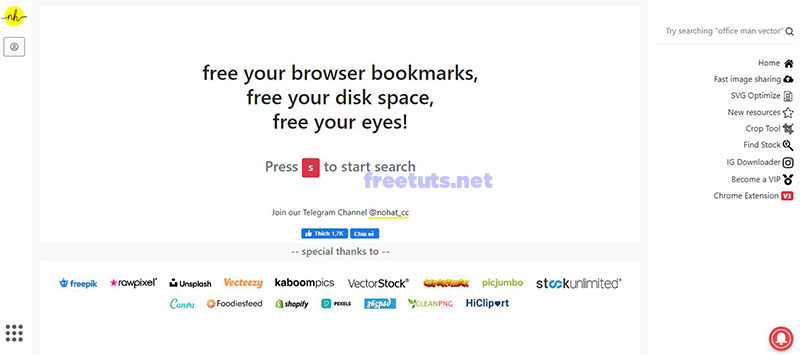 nh
Try searching "office man vector"
Home
Fast image sharing
SVG Optimize
New resources
Crop Tool
Find Stock
IG Downloader
Become a VIP
Chrome Extension V3
free your browser bookmarks,
free your disk space,
free your eyes!
Press s to start search
freetuts.net
Join our Telegram Channel @nohat_cc
Thích 1,7K Chia sẻ
-- special thanks to --
freepik rawpixel Unsplash Vecteezy kaboompics VectorStock picjumbo stockunlimited
Canva Foodiesfeed shopify PEXELS 365psd CLEANPNG HiClipart